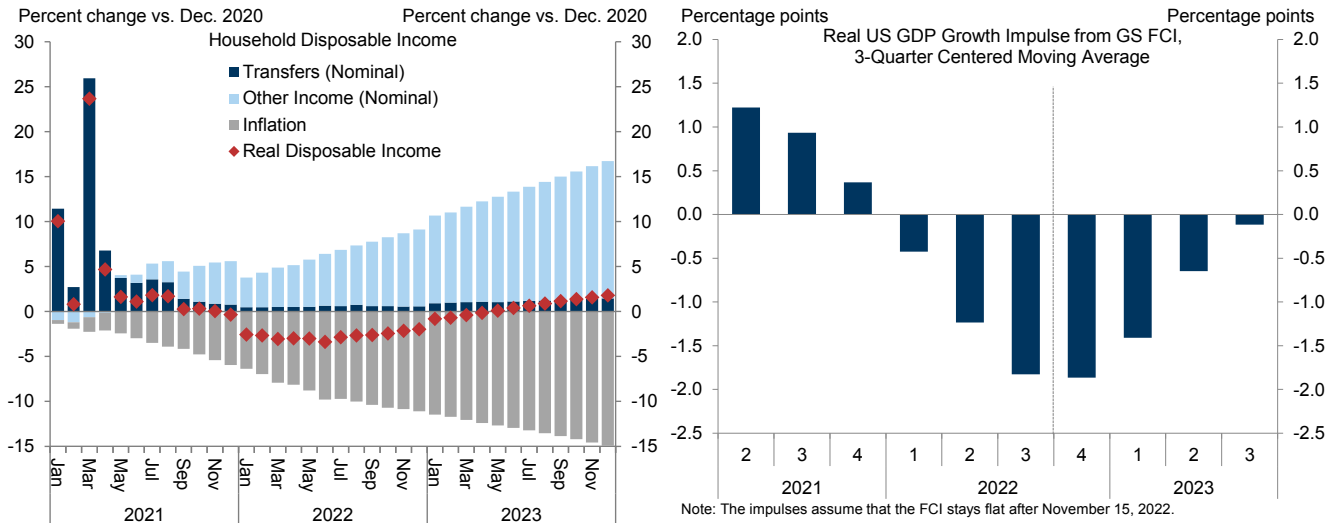 Percent change vs. Dec. 2020
Percent change vs. Dec. 2020
Household Disposable Income
Transfers (Nominal)
Other Income (Nominal)
Inflation
Real Disposable Income
30
25
20
15
10
5
0
-5
-10
-15
30
25
20
15
10
5
0
-5
-10
-15
Jan
Mar
May
Jul
Sep
Nov
Jan
Mar
May
Jul
Sep
Nov
Jan
Mar
May
Jul
Sep
Nov
2021
2022
2023
Percentage points
Percentage points
Real US GDP Growth Impulse from GS FCI,
3-Quarter Centered Moving Average
2.0
1.5
1.0
0.5
0.0
-0.5
-1.0
-1.5
-2.0
-2.5
2.0
1.5
1.0
0.5
0.0
-0.5
-1.0
-1.5
-2.0
-2.5
2 3 4 1 2 3 4 1 2 3
2021 2022 2023
Note: The impulses assume that the FCI stays flat after November 15, 2022.